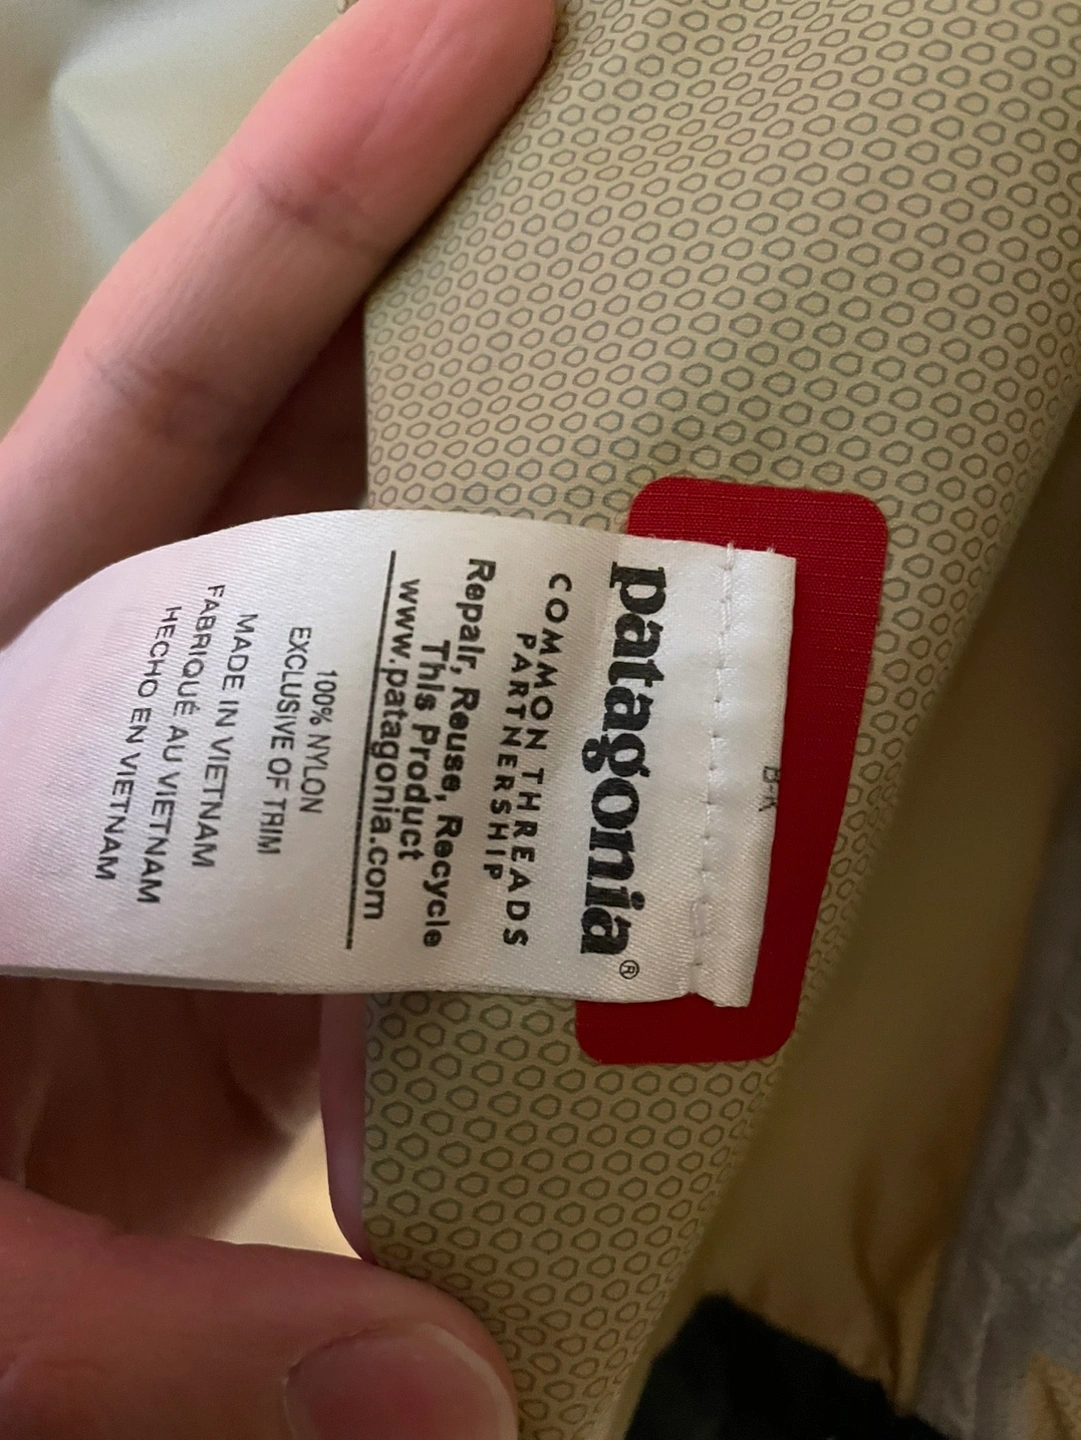 B-K
patagonia®
COMMON THREADS
PARTNERSHIP
Repair, Reuse, Recycle
This Product
www.patagonia.com
100% NYLON
EXCLUSIVE OF TRIM
MADE IN VIETNAM
FABRIQUÉ AU VIETNAM
HECHO EN VIETNAM